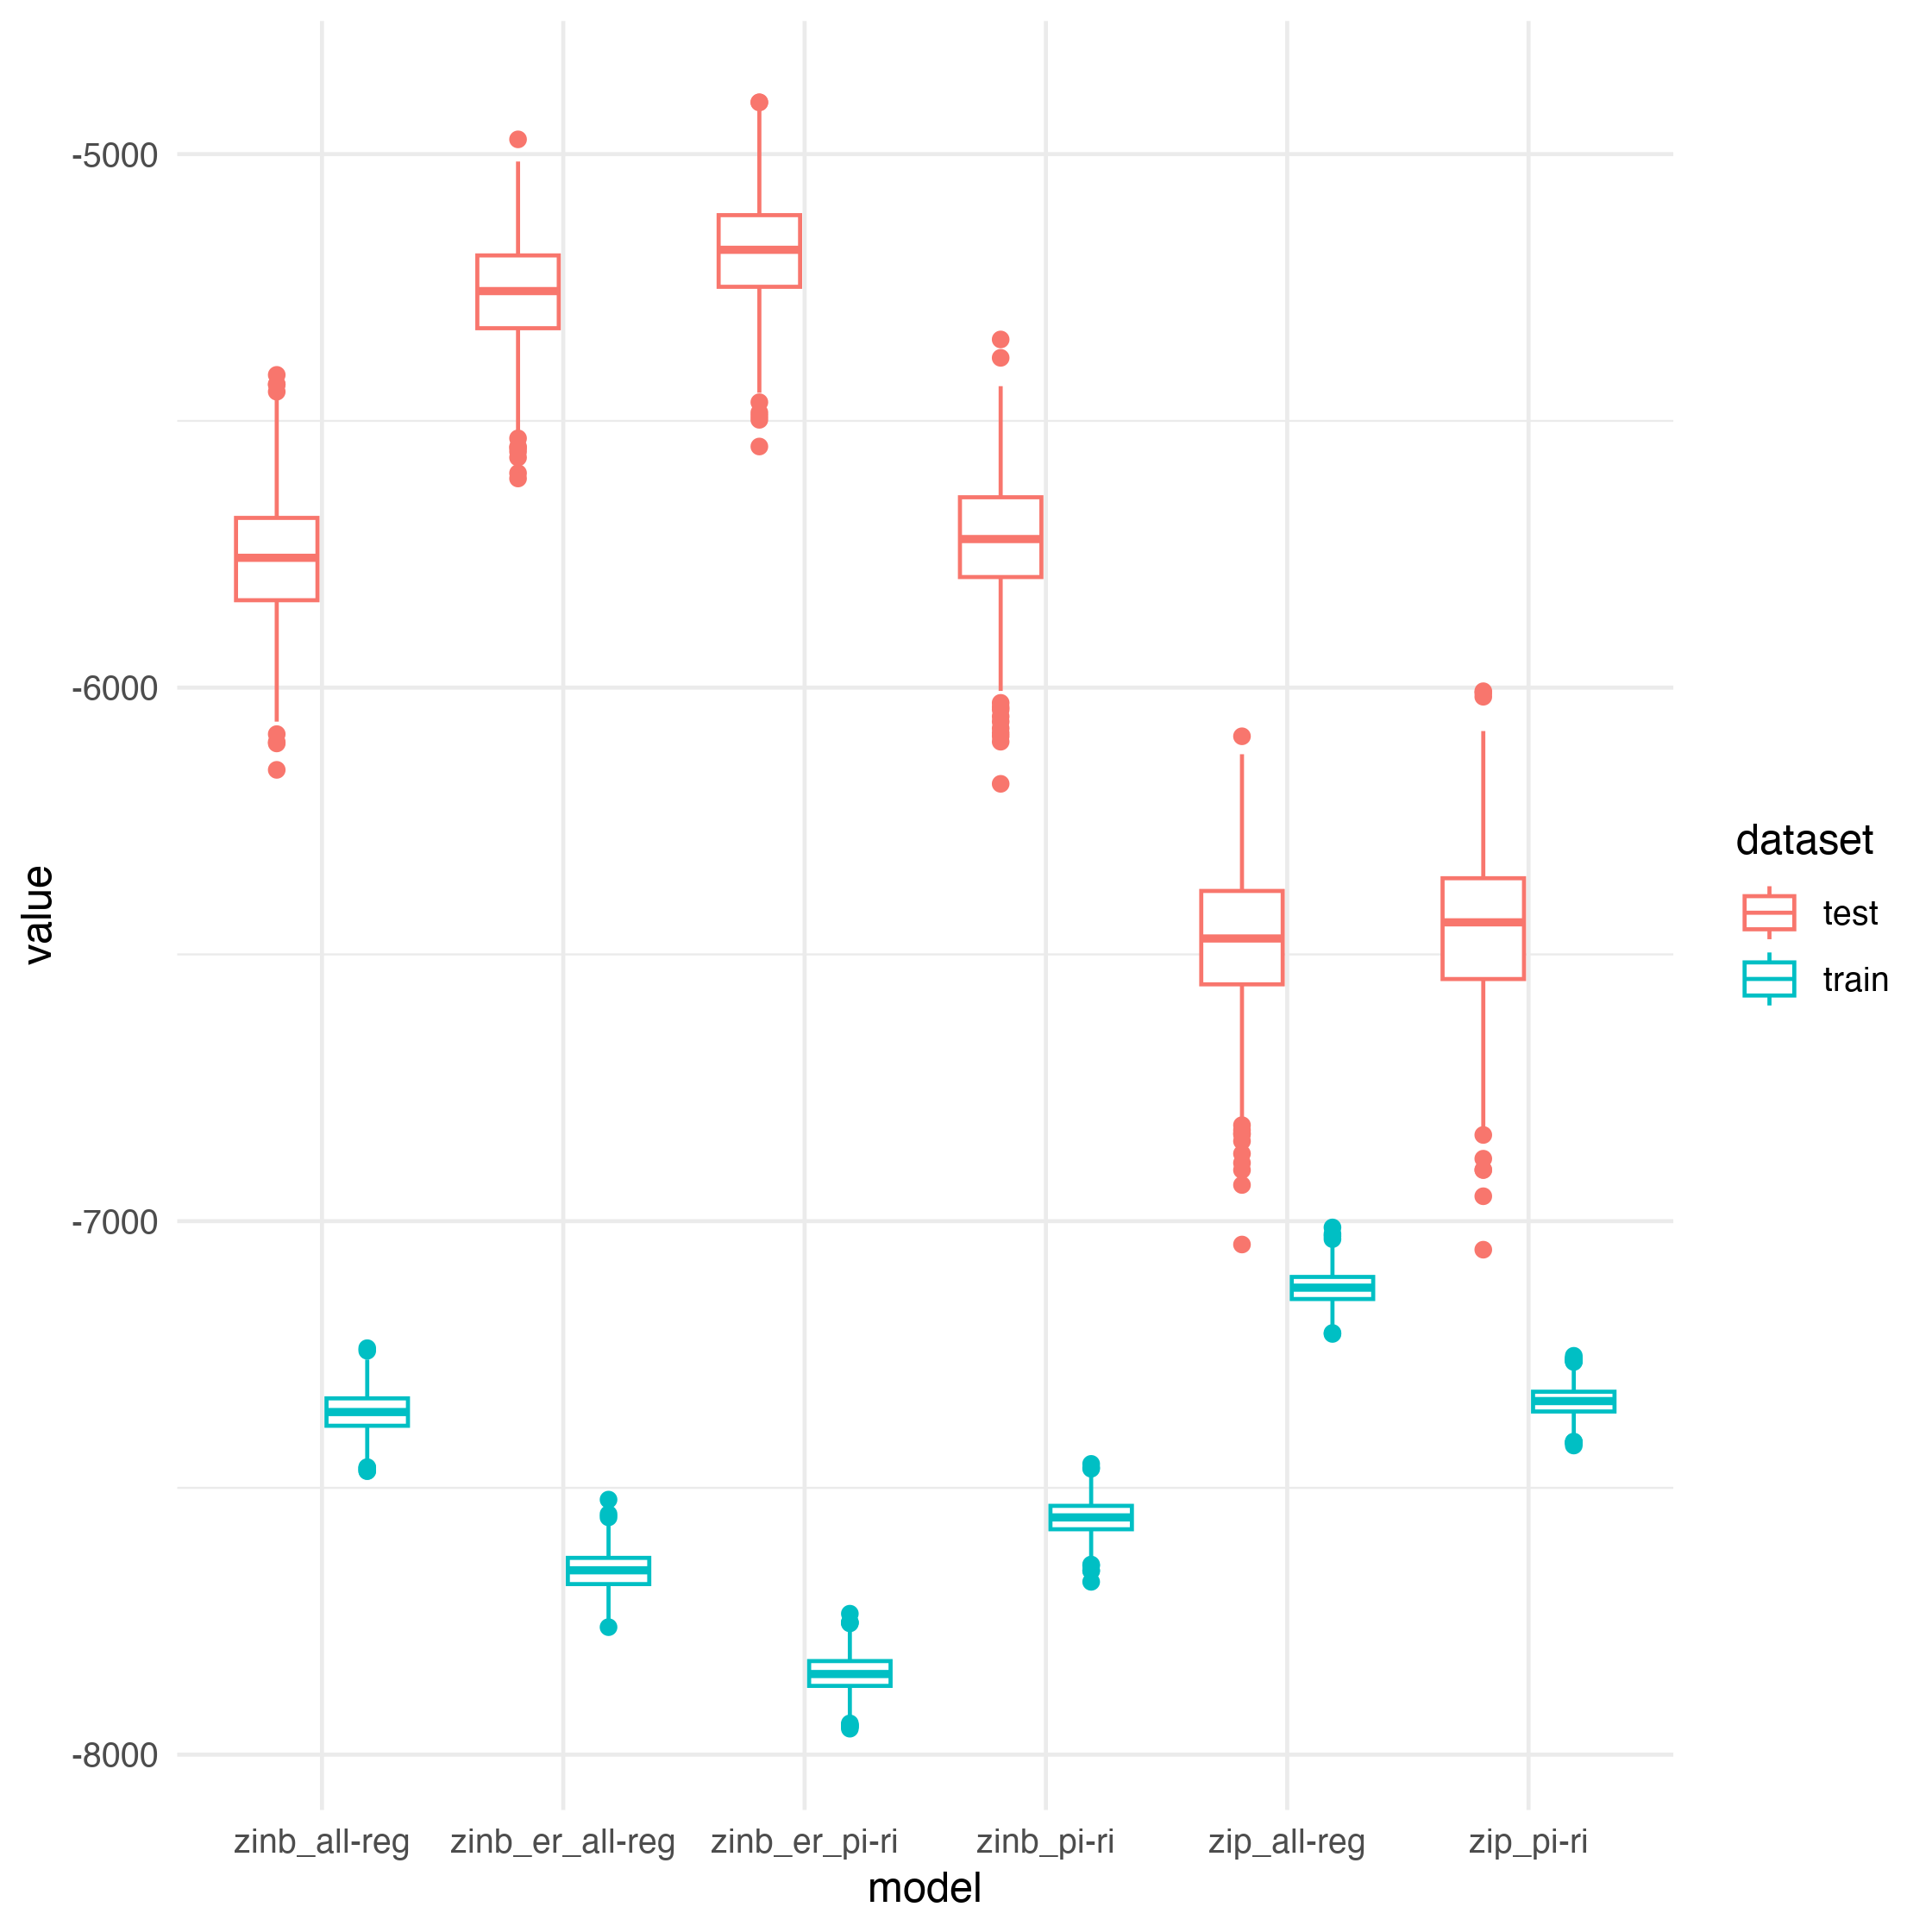 -5000
-6000
-7000
-8000
value
zinb_all-reg
zinb_er_all-reg
zinb_er_pi-ri
zinb_pi-ri
zip_all-reg
zip_pi-ri
model
dataset
test
train